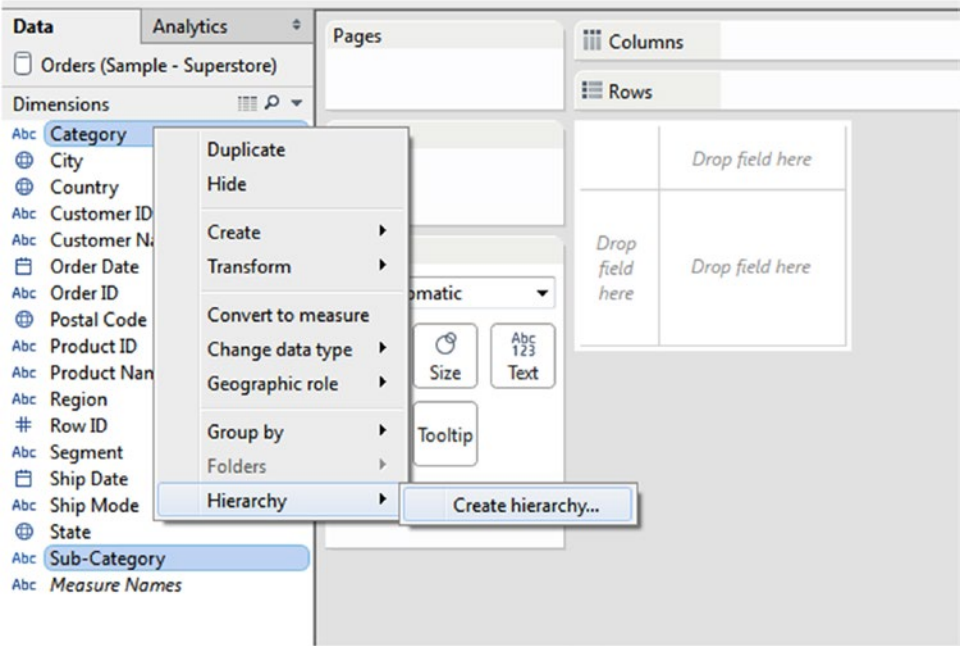 Data
Analytics
Orders (Sample - Superstore)
Dimensions
Abc Category
City
Country
Abc Customer ID
Abc Customer Na
Order Date
Abc Order ID
Postal Code
Abc Product ID
Abc Product Nan
Abc Region
# Row ID
Abc Segment
Ship Date
Abc Ship Mode
State
Abc Sub-Category
Abc Measure Names
Duplicate
Hide
Create
Transform
Convert to measure
Change data type
Geographic role
Group by
Folders
Hierarchy
Create hierarchy...
Pages
omatic
Size
Abc
123
Text
Tooltip
Columns
Rows
Drop field here
Drop
field
here
Drop field here